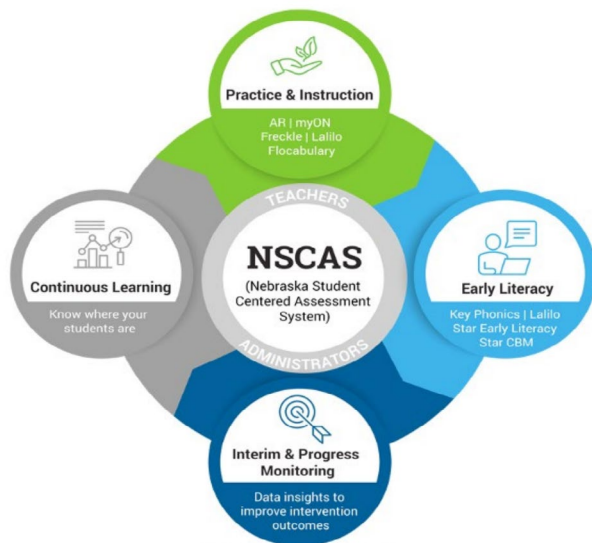 Practice & Instruction
AR | myON
Freckle | Lalilo
Flocabulary
TEACHERS
NSCAS
(Nebraska Student
Centered Assessment
System)
ADMINISTRATORS
Continuous Learning
Know where your
students are
Early Literacy
Key Phonics | Lalilo
Star Early Literacy
Star CBM
Interim & Progress
Monitoring
Data insights to
improve intervention
outcomes